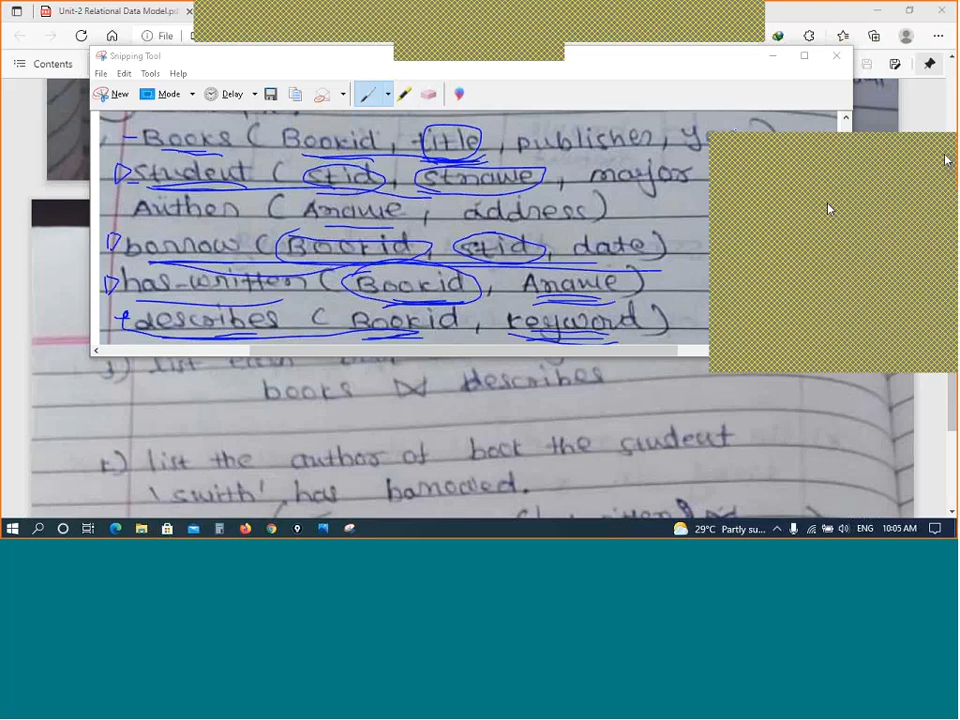 Unit-2 Relational Data Model.pd
File
Contents
Snipping Tool
File Edit Tools Help
New Mode Delay
Books ( Bookid, title, publisher,
student ( stid, stname, major
Author ( Aname, address)
borrow ( Bookid, stid, date)
has-written ( Bookid, Aname)
describes ( Bookid, keyword)
books ⋈ describes
list the author of book the student
'smith' has borrowed.
29°C Partly su... ENG 10:05 AM